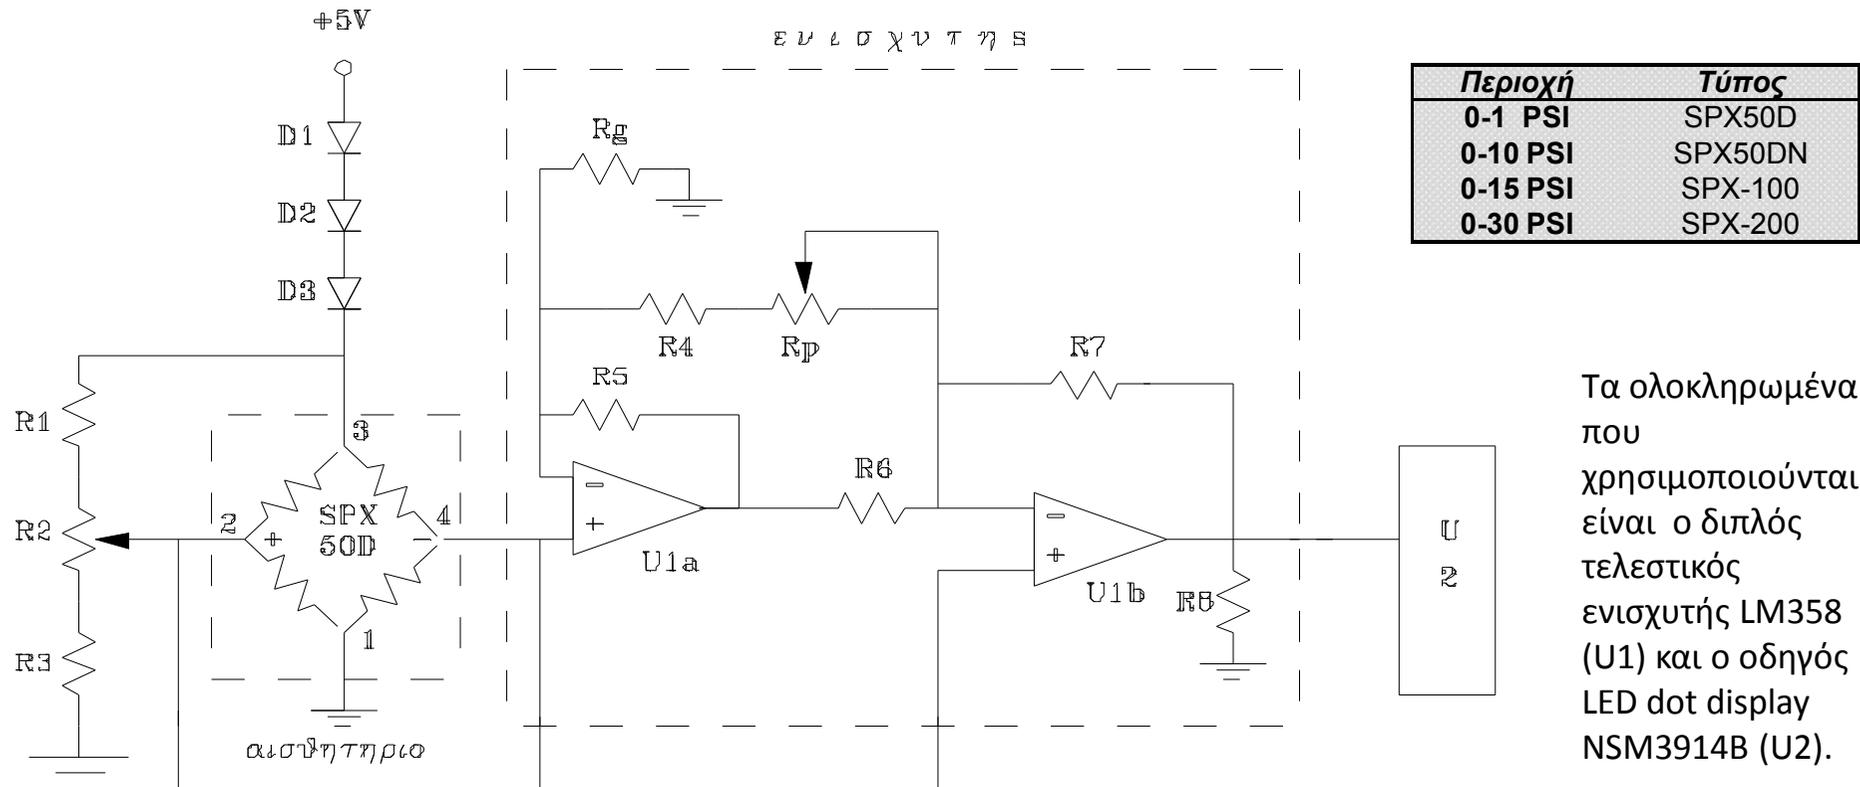 +5V
ενισχυτης
Περιοχή Τύπος
0-1 PSI SPX50D
0-10 PSI SPX50DN
0-15 PSI SPX-100
0-30 PSI SPX-200
D1
Rg
D2
D3
R4
Rp
R7
R5
R1
3
R6
R2
2
SPX
50D
4
+
-
-
+
U1a
-
+
U1b
U
2
R8
R3
1
αισθητηριο
Τα ολοκληρωμένα
που
χρησιμοποιούνται
είναι ο διπλός
τελεστικός
ενισχυτής LM358
(U1) και ο οδηγός
LED dot display
NSM3914B (U2).